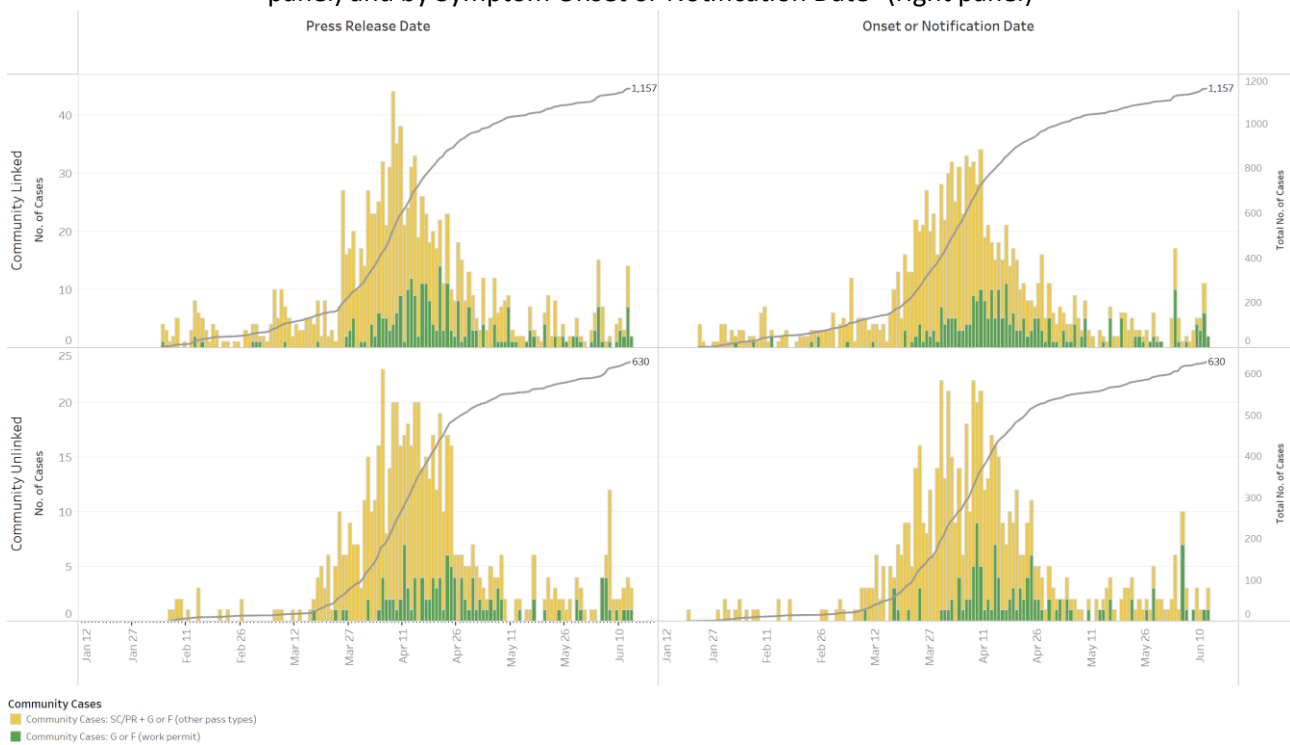 panel) and by Symptom Onset or Notification Date* (right panel)
Press Release Date
Onset or Notification Date
Community Linked
No. of Cases
40
30
20
10
0
1,157
1,157
1200
1000
800
600
400
200
0
Total No. of Cases
Community Unlinked
No. of Cases
25
20
15
10
5
0
630
630
600
500
400
300
200
100
0
Total No. of Cases
Jan 12
Jan 27
Feb 11
Feb 26
Mar 12
Mar 27
Apr 11
Apr 26
May 11
May 26
Jun 10
Jan 12
Jan 27
Feb 11
Feb 26
Mar 12
Mar 27
Apr 11
Apr 26
May 11
May 26
Jun 10
Community Cases
Community Cases: SC/PR + G or F (other pass types)
Community Cases: G or F (work permit)